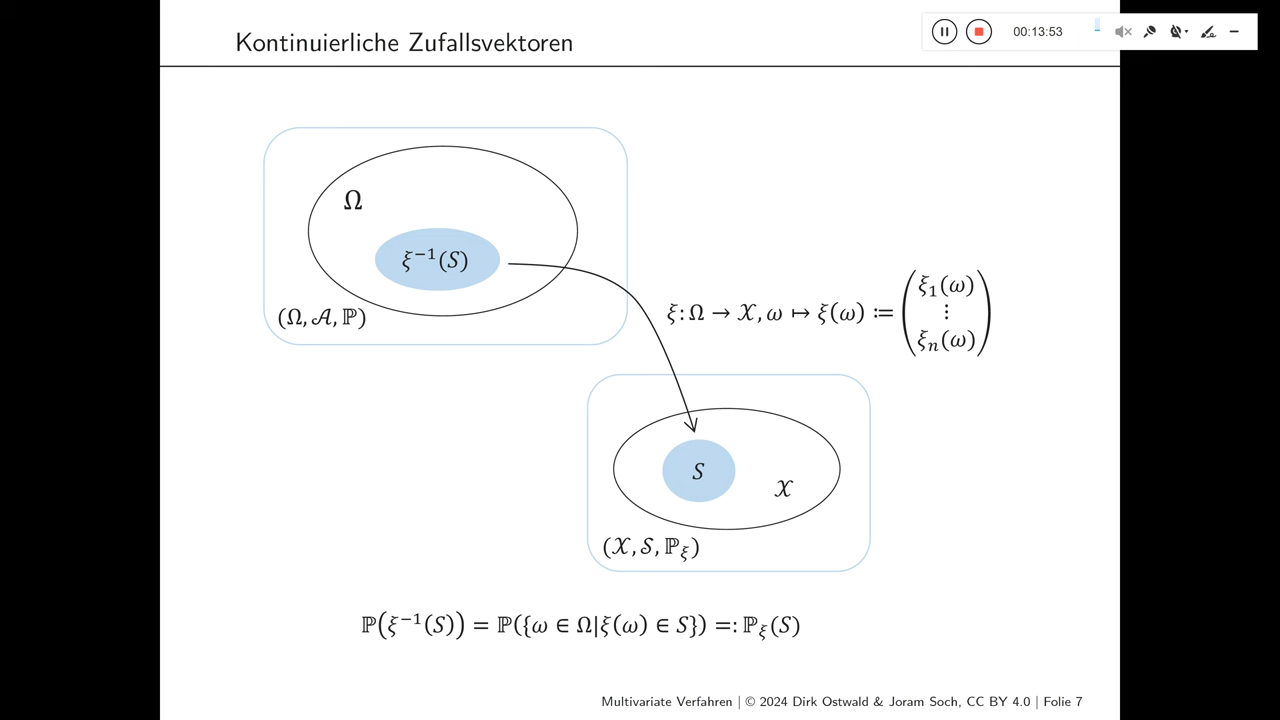 Kontinuierliche Zufallsvektoren
00:13:53
Ω
ξ⁻¹(S)
(Ω, 𝒜, ℙ)
ξ: Ω → 𝒳, ω ↦ ξ(ω) ≔ (ξ₁(ω) ⋮ ξₙ(ω))
S
𝒳
(𝒳, 𝒮, ℙ_ξ)
ℙ(ξ⁻¹(S)) = ℙ({ω ∈ Ω|ξ(ω) ∈ S}) =: ℙ_ξ(S)
Multivariate Verfahren | © 2024 Dirk Ostwald & Joram Soch, CC BY 4.0 | Folie 7